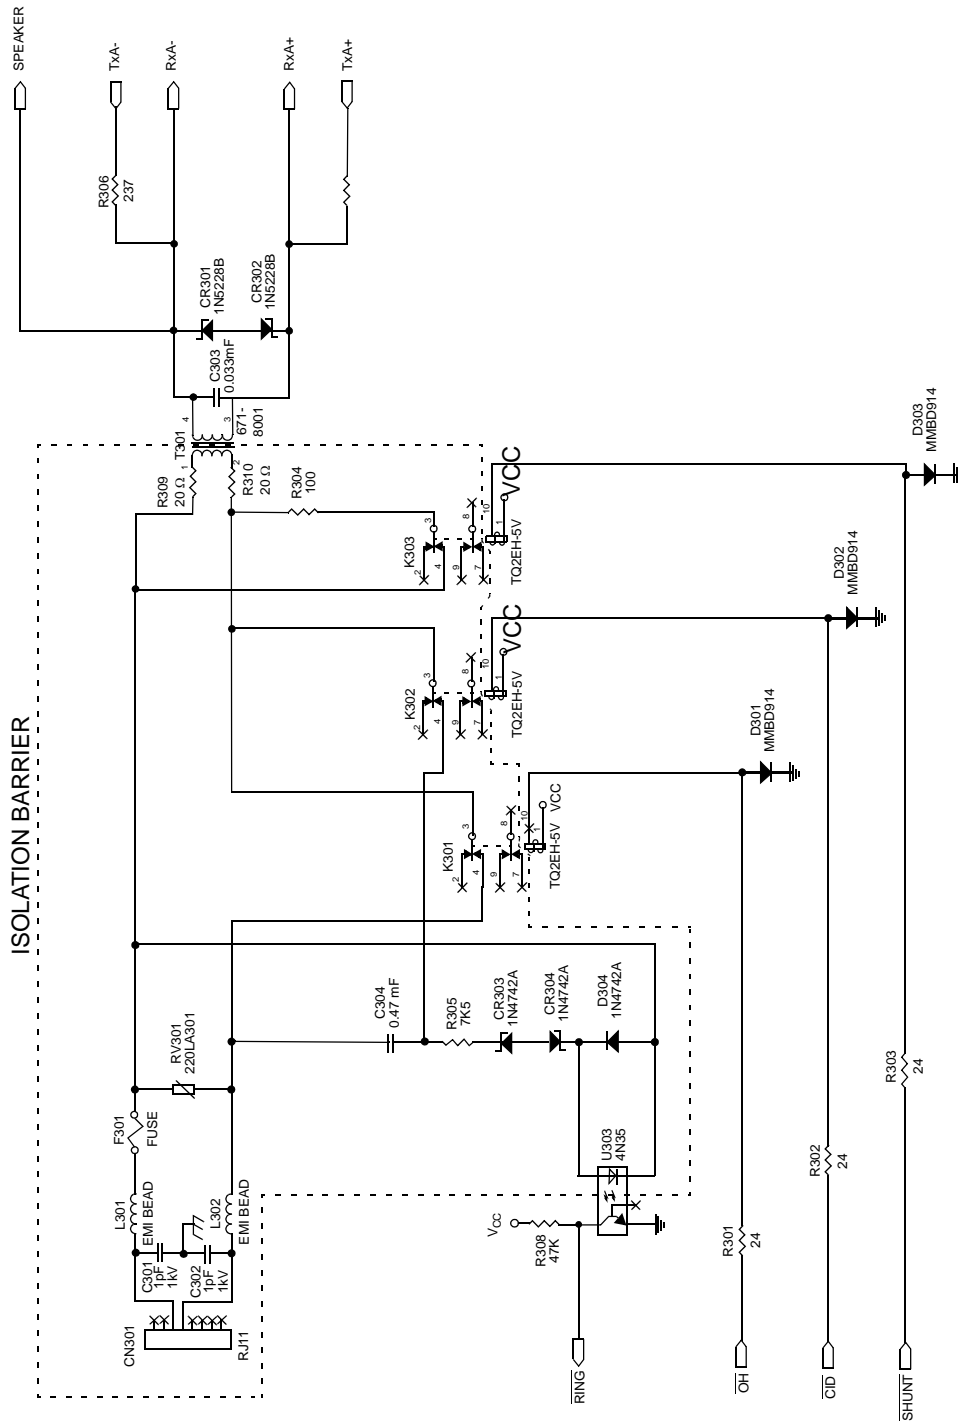 ISOLATION BARRIER
SPEAKER
TxA-
RxA-
RxA+
TxA+
R306
237
CR301
1N5228B
CR302
1N5228B
C303
0.033mF
4
3
671-
8001
T301
1
2
R309
20 Ω
R310
20 Ω
R304
100
K303
2
3
4
9
8
7
10
1
VCC
TQ2EH-5V
D303
MMBD914
K302
2
3
4
9
8
7
10
1
VCC
TQ2EH-5V
D302
MMBD914
K301
2
3
4
9
8
7
10
1
VCC
TQ2EH-5V
D301
MMBD914
RV301
220LA301
F301
FUSE
C304
0.47 mF
R305
7K5
CR303
1N4742A
CR304
1N4742A
D304
1N4742A
L301
EMI BEAD
L302
EMI BEAD
C301
1pF
1kV
C302
1pF
1kV
CN301
RJ11
U303
4N35
VCC
R308
47K
R303
24
R302
24
R301
24
RING
OH
CID
SHUNT